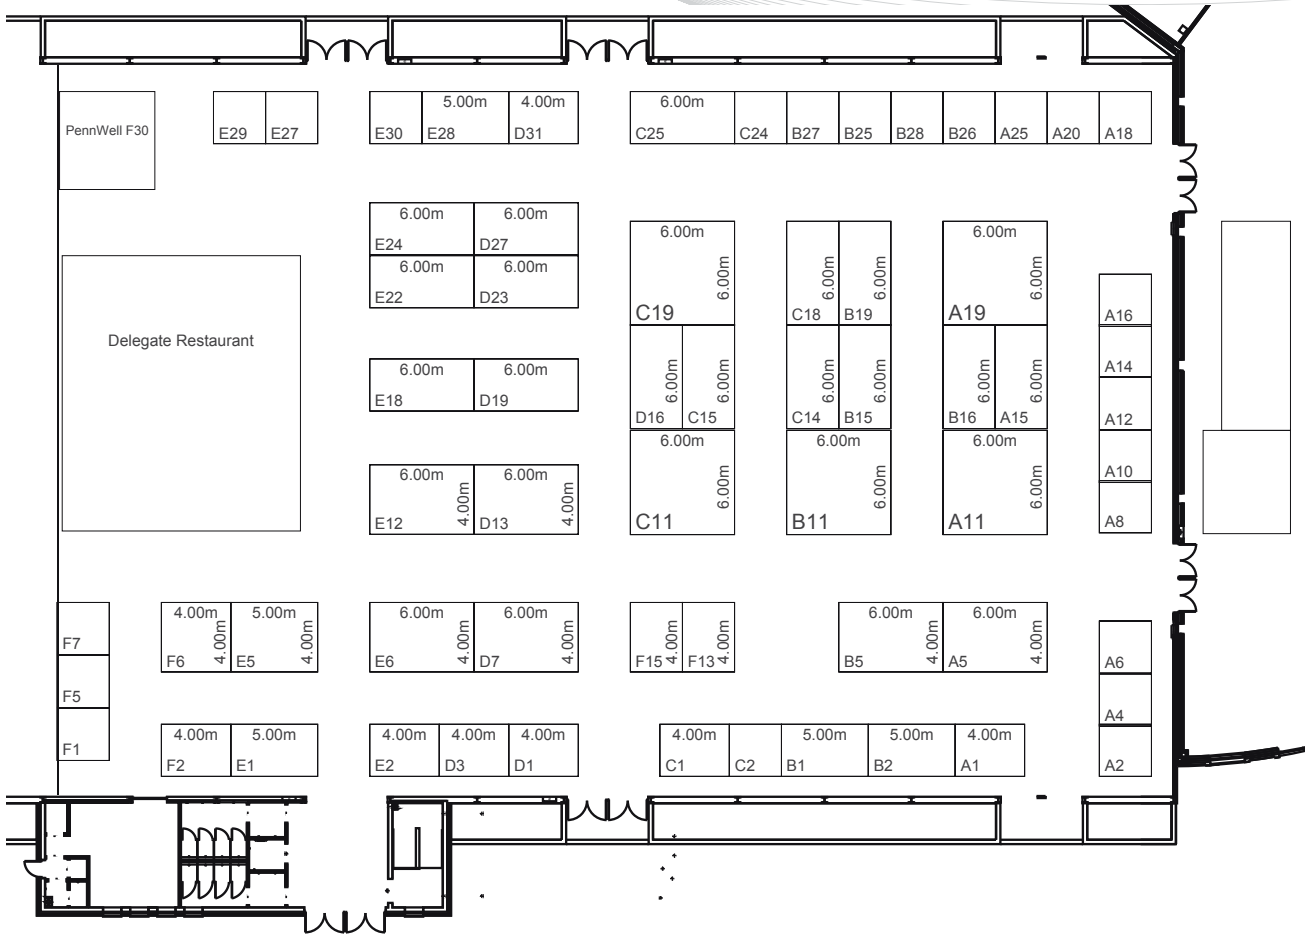 5.00m 4.00m 6.00m
PennWell F30 E29 E27 E30 E28 D31 C25 C24 B27 B25 B28 B26 A25 A20 A18
6.00m 6.00m
E24 D27
6.00m 6.00m
E22 D23
6.00m 6.00m 6.00m 6.00m 6.00m 6.00m
C19 C18 B19 A19 A16
Delegate Restaurant
6.00m 6.00m
E18 D19
6.00m 6.00m 6.00m 6.00m 6.00m 6.00m
D16 C15 C14 B15 B16 A15 A14
A12
6.00m 6.00m 6.00m 6.00m 6.00m
4.00m 4.00m 6.00m 6.00m 6.00m
E12 D13 C11 B11 A11 A10
A8
4.00m 5.00m 6.00m 6.00m 6.00m 6.00m
4.00m 4.00m 4.00m 4.00m 4.00m 4.00m 4.00m 4.00m
F7 F6 E5 E6 D7 F15 F13 B5 A5 A6
F5 A4
4.00m 5.00m 4.00m 4.00m 4.00m 4.00m 5.00m 5.00m 4.00m
F1 F2 E1 E2 D3 D1 C1 C2 B1 B2 A1 A2